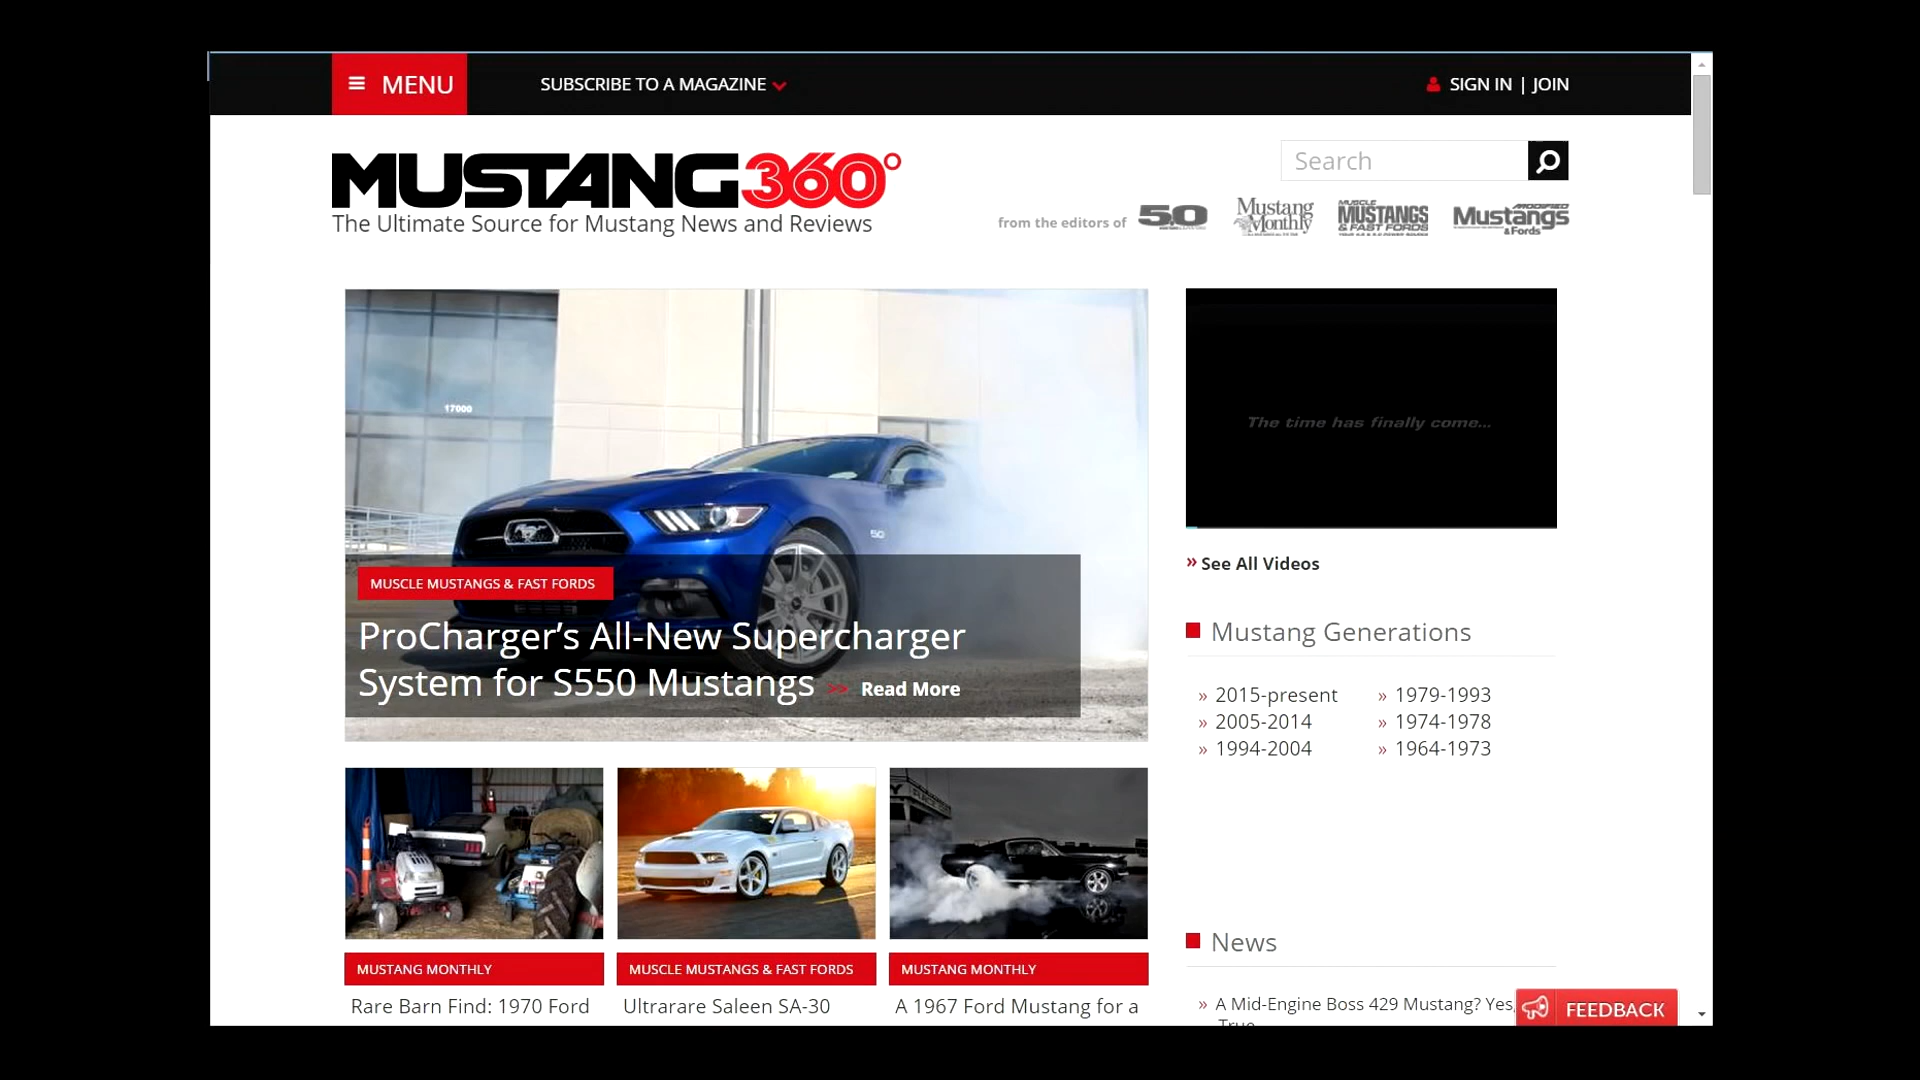 MENU
SUBSCRIBE TO A MAGAZINE
SIGN IN | JOIN
MUSTANG360°
The Ultimate Source for Mustang News and Reviews
Search
from the editors of
5.0
Mustang Monthly
MUSCLE MUSTANGS & FAST FORDS
MODIFIED Mustangs & Fords
17000
5.0
MUSCLE MUSTANGS & FAST FORDS
ProCharger’s All-New Supercharger
System for S550 Mustangs >> Read More
The time has finally come...
» See All Videos
Mustang Generations
» 2015-present
» 1979-1993
» 2005-2014
» 1974-1978
» 1994-2004
» 1964-1973
MUSTANG MONTHLY
Rare Barn Find: 1970 Ford
MUSCLE MUSTANGS & FAST FORDS
Ultrarare Saleen SA-30
MUSTANG MONTHLY
A 1967 Ford Mustang for a
News
» A Mid-Engine Boss 429 Mustang? Yes,
True
FEEDBACK